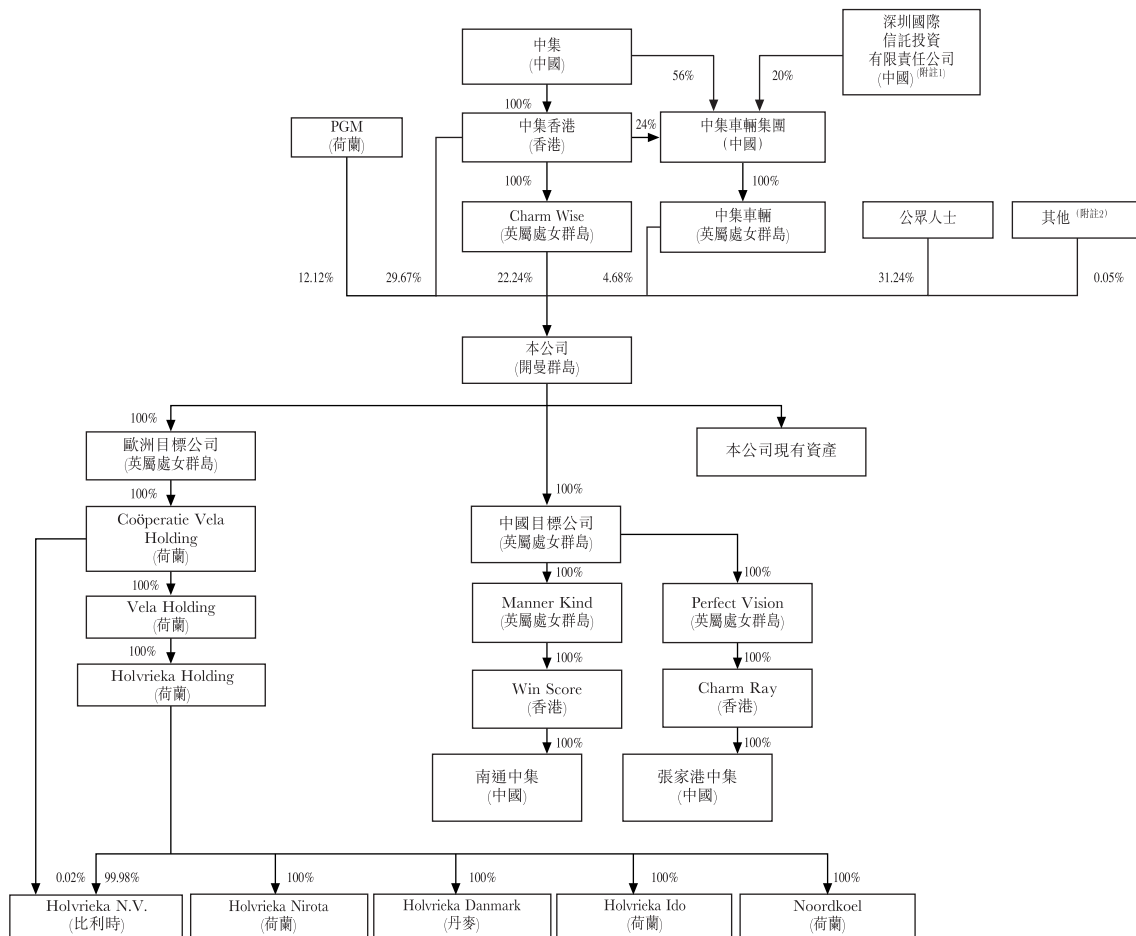 中集
(中國)
深圳國際
信託投資
有限責任公司
(中國)(附註1)
56%
20%
100%
PGM
(荷蘭)
中集香港
(香港)
24%
中集車輛集團
(中國)
100%
100%
Charm Wise
(英屬處女群島)
中集車輛
(英屬處女群島)
公眾人士
其他(附註2)
12.12%
29.67%
22.24%
4.68%
31.24%
0.05%
本公司
(開曼群島)
100%
歐洲目標公司
(英屬處女群島)
本公司現有資產
100%
100%
Coöperatie Vela
Holding
(荷蘭)
中國目標公司
(英屬處女群島)
100%
100%
100%
Vela Holding
(荷蘭)
Manner Kind
(英屬處女群島)
Perfect Vision
(英屬處女群島)
100%
100%
100%
Holvrieka Holding
(荷蘭)
Win Score
(香港)
Charm Ray
(香港)
100%
100%
南通中集
(中國)
張家港中集
(中國)
0.02%
99.98%
100%
100%
100%
100%
Holvrieka N.V.
(比利時)
Holvrieka Nirota
(荷蘭)
Holvrieka Danmark
(丹麥)
Holvrieka Ido
(荷蘭)
Noordkoel
(荷蘭)